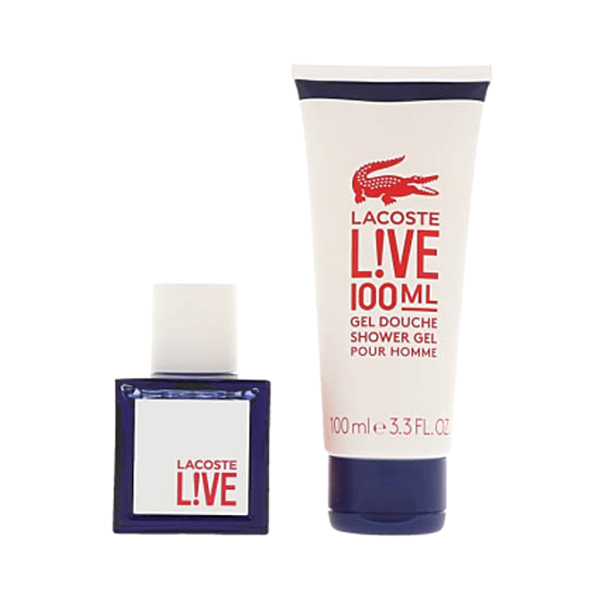 LACOSTE
L!VE
100ML
GEL DOUCHE
SHOWER GEL
POUR HOMME
100 ml e 3.3 FL. OZ.
LACOSTE
L!VE